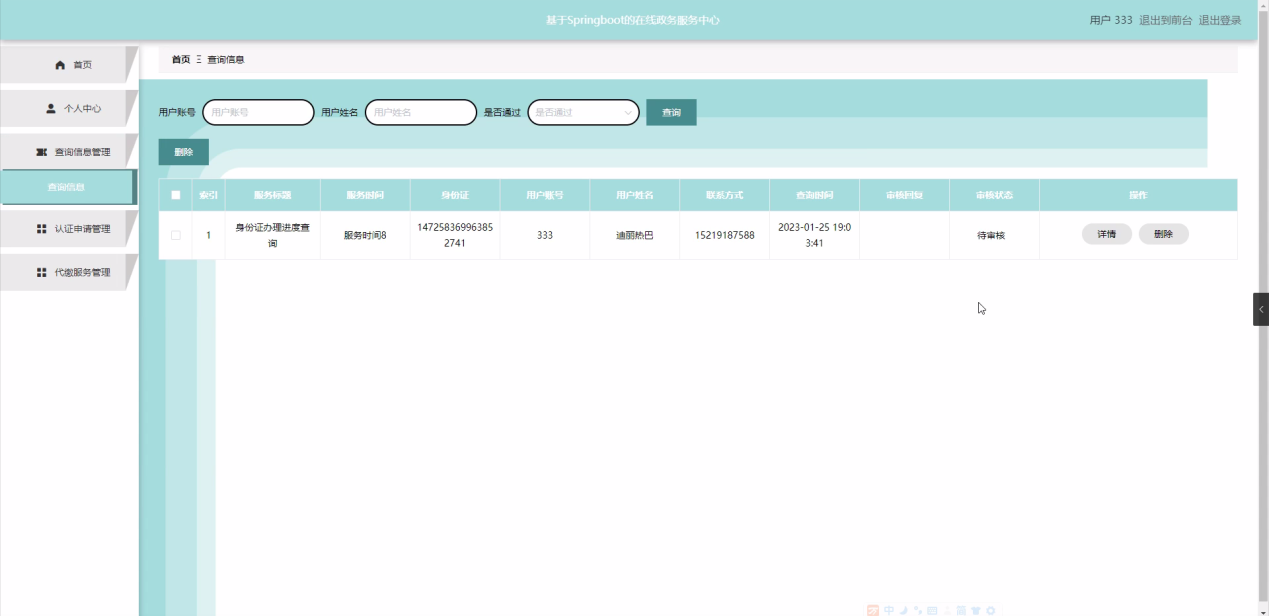 基于Springboot的在线政务服务中心
用户 333 退出到前台 退出登录
首页
个人中心
查询信息管理
查询信息
认证申请管理
代缴服务管理
首页 Ξ 查询信息
用户账号 用户账号 用户姓名 用户姓名 是否通过 是否通过 查询
删除
索引 服务标题 服务时间 身份证 用户账号 用户姓名 联系方式 查询时间 审核回复 审核状态 操作
1 身份证办理进度查
询 服务时间8 14725836996385
2741 333 迪丽热巴 15219187588 2023-01-25 19:0
3:41 待审核 详情 删除
中